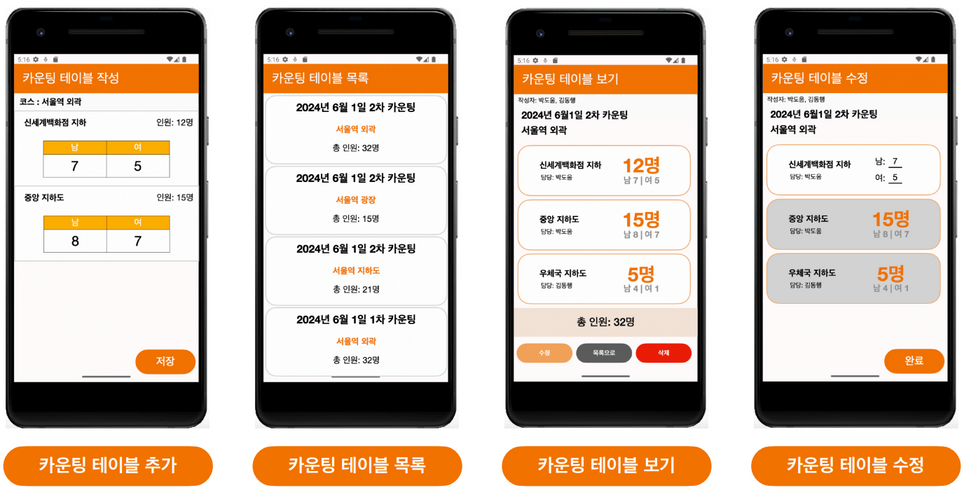 5:16
카운팅 테이블 작성
코스 : 서울역 외곽
신세계백화점 지하 인원: 12명
남 여
7 5
중앙 지하도 인원: 15명
남 여
8 7
저장
카운팅 테이블 추가
5:16
카운팅 테이블 목록
2024년 6월 1일 2차 카운팅
서울역 외곽
총 인원: 32명
2024년 6월 1일 2차 카운팅
서울역 광장
총 인원: 15명
2024년 6월 1일 2차 카운팅
서울역 지하도
총 인원: 21명
2024년 6월 1일 1차 카운팅
서울역 외곽
총 인원: 32명
카운팅 테이블 목록
5:16
카운팅 테이블 보기
작성자: 박도움, 김동행
2024년 6월1일 2차 카운팅
서울역 외곽
신세계백화점 지하 12명
담당: 박도움 남 7 | 여 5
중앙 지하도 15명
담당: 박도움 남 8 | 여 7
우체국 지하도 5명
담당: 김동행 남 4 | 여 1
총 인원: 32명
수정 목록으로 삭제
카운팅 테이블 보기
5:16
카운팅 테이블 수정
작성자: 박도움, 김동행
2024년 6월1일 2차 카운팅
서울역 외곽
신세계백화점 지하 남: 7
담당: 박도움 여: 5
중앙 지하도 15명
담당: 박도움 남 8 | 여 7
우체국 지하도 5명
담당: 김동행 남 4 | 여 1
완료
카운팅 테이블 수정